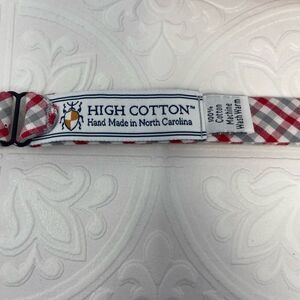 HIGH COTTON™
Hand Made in North Carolina
100%
Cotton
Machine
Wash Warm